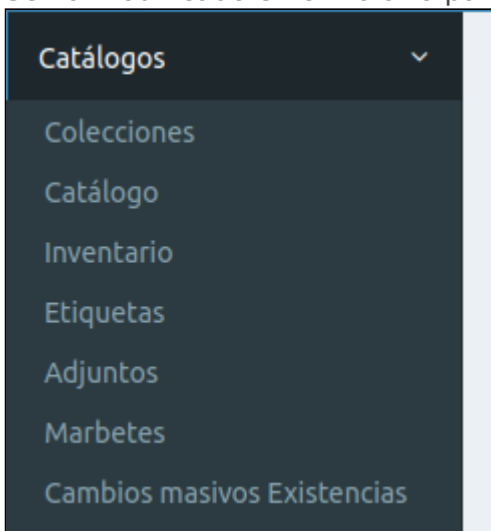 Catálogos
Colecciones
Catálogo
Inventario
Etiquetas
Adjuntos
Marbetes
Cambios masivos Existencias